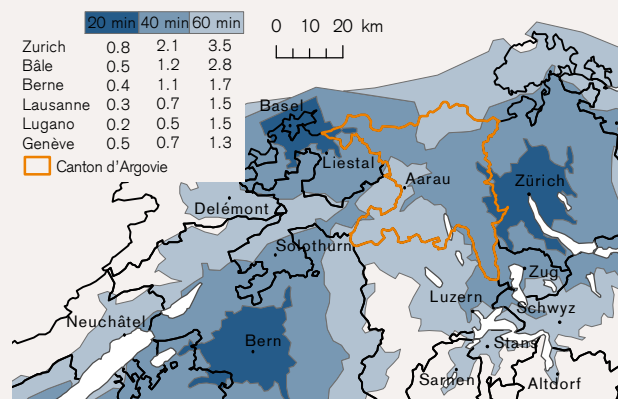 20 min 40 min 60 min
Zurich 0.8 2.1 3.5
Bâle 0.5 1.2 2.8
Berne 0.4 1.1 1.7
Lausanne 0.3 0.7 1.5
Lugano 0.2 0.5 1.5
Genève 0.5 0.7 1.3
Canton d'Argovie
0 10 20 km
Basel
Liestal
Aarau
Zürich
Delémont
Solothurn
Zug
Luzern
Schwyz
Neuchâtel
Bern
Stans
Sarnen
Altdorf